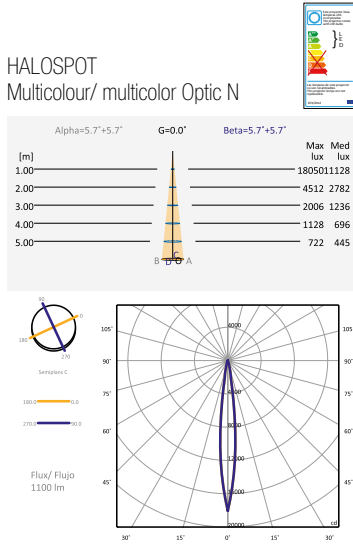 HALOSPOT
Multicolour/ multicolor Optic N
L
E
D
Alpha=5.7°+5.7°
G=0.0°
Beta=5.7°+5.7°
Max Med
[m] lux lux
1.00 18050 11128
2.00 4512 2782
3.00 2006 1236
4.00 1128 696
5.00 722 445
C
B D O A
90
0
180
270
Semiplans C
180.0 0.0
270.0 90.0
Flux/ Flujo
1100 lm
4000
105° 105°
90° 90°
4000
75° 75°
8000
60° 60°
12000
45° 45°
16000
20000 cd
30° 15° 0° 15° 30°